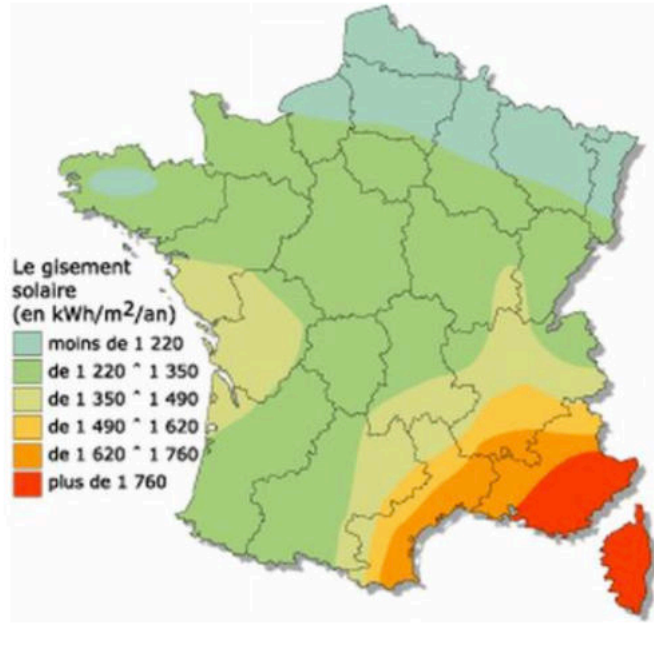 Le gisement
solaire
(en kWh/m²/an)
moins de 1 220
de 1 220 ^ 1 350
de 1 350 ^ 1 490
de 1 490 ^ 1 620
de 1 620 ^ 1 760
plus de 1 760